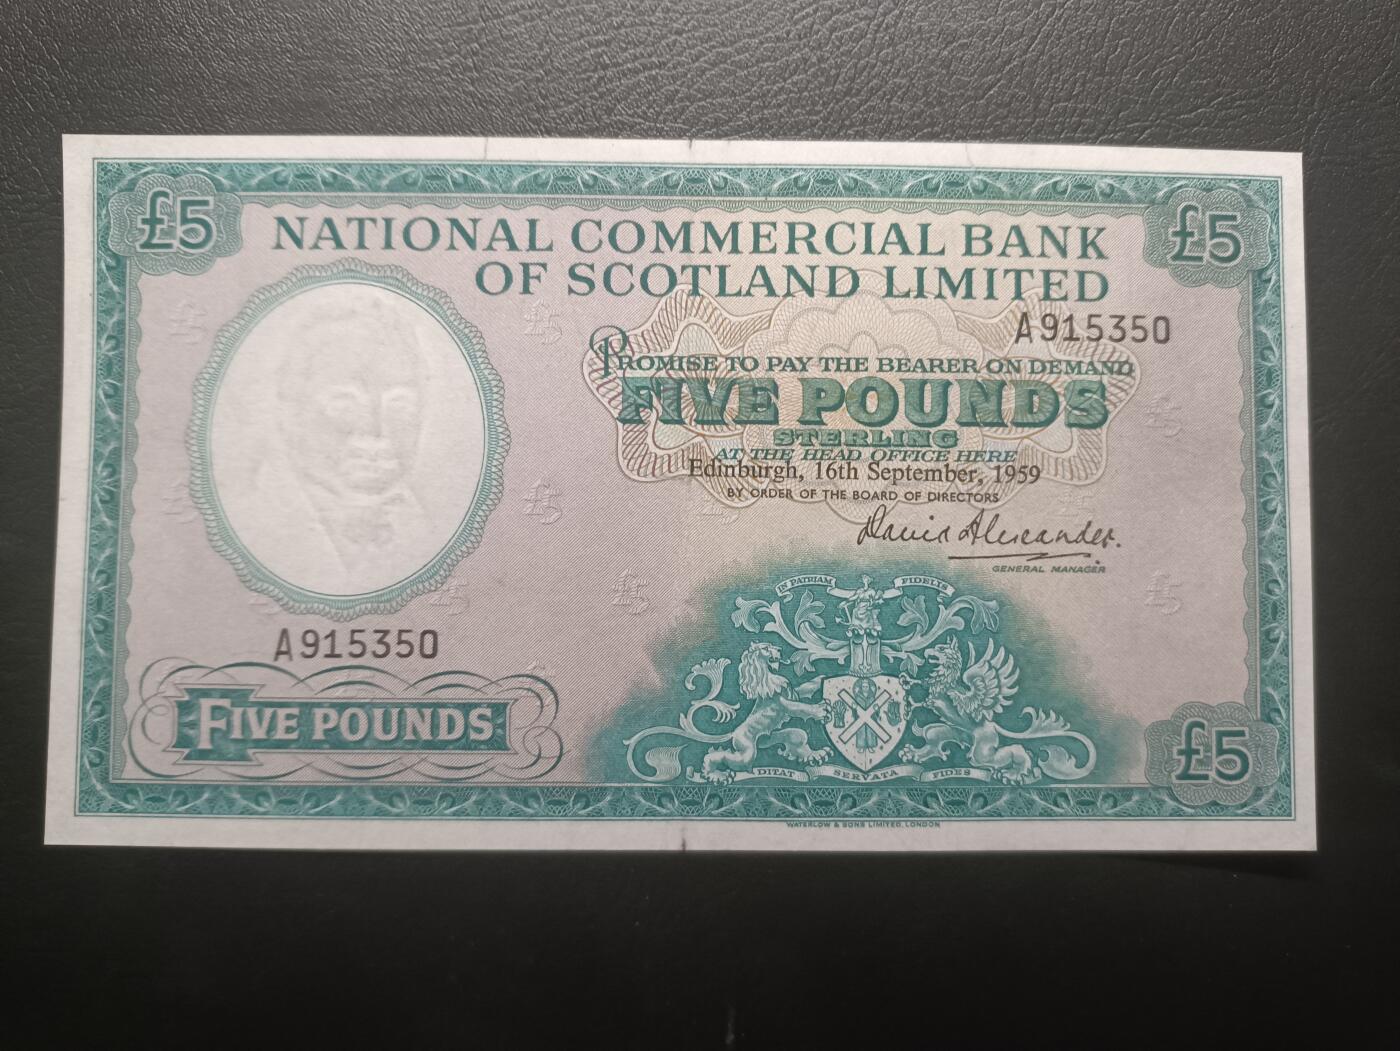 £5
£5
NATIONAL COMMERCIAL BANK
OF SCOTLAND LIMITED
A915350
PROMISE TO PAY THE BEARER ON DEMAND
FIVE POUNDS
STERLING
AT THE HEAD OFFICE HERE
Edinburgh, 16th September, 1959
BY ORDER OF THE BOARD OF DIRECTORS
David Alexander.
GENERAL MANAGER
IN PATRIAM FIDELIS
A915350
FIVE POUNDS
£5
DITAT SERVATA FIDES
WATERLOW & SONS LIMITED, LONDON